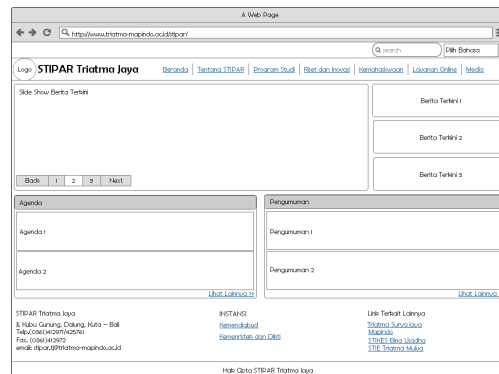 A Web Page
http://www.triatma-mapindo.ac.id/stipar/
search
Pilih Bahasa
Logo
STIPAR Triatma Jaya
Beranda
Tentang STIPAR
Program Studi
Riset dan Inovasi
Kemahasiswaan
Layanan Online
Media
Slide Show Berita Terkini
Berita Terkini 1
Berita Terkini 2
Berita Terkini 3
Back 1 2 3 Next
Agenda
Agenda 1
Agenda 2
Lihat Lainnya >>
Pengumuman
Pengumuman 1
Pengumuman 2
Lihat Lainnya
STIPAR Triatma Jaya
Jl. Kubu Gunung, Dalung, Kuta – Bali
Telp.(0361)412971/425761
Fax. (0361)412972
email: stipar.tj@triatma-mapindo.ac.id
INSTANSI
Kemendiabud
Kemenristek dan Dikti
Link Terkait Lainnya
Triatma Surya Jaya
Mapindo
STIKES Bina Usadha
STIE Triatma Mulya
Hak Cipta STIPAR Triatma Jaya